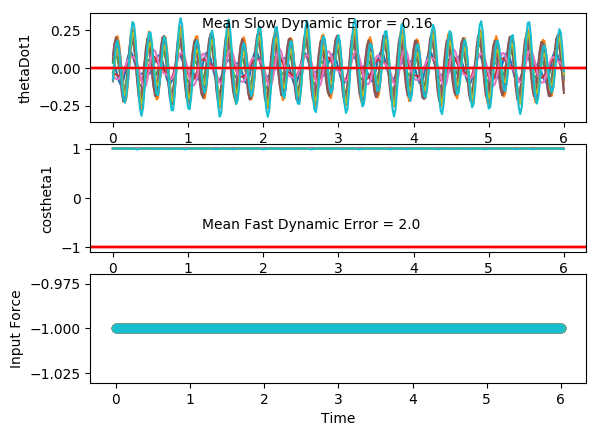 Mean Slow Dynamic Error = 0.16
0.25
0.00
−0.25
thetaDot1
0 1 2 3 4 5 6
1
0
−1
costheta1
Mean Fast Dynamic Error = 2.0
0 1 2 3 4 5 6
−0.975
−1.000
−1.025
Input Force
0 1 2 3 4 5 6
Time